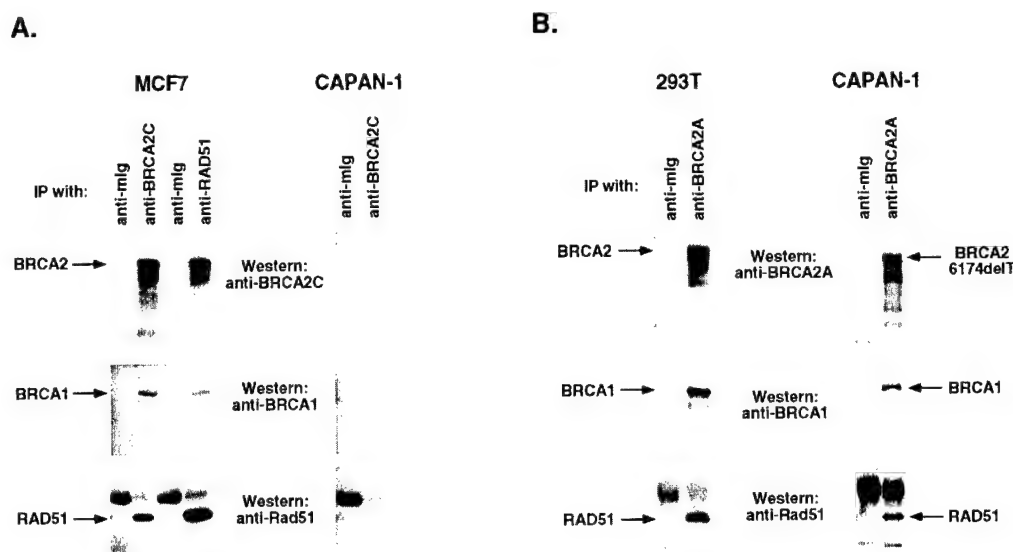 A.
MCF7
CAPAN-1
IP with:
anti-mIg
anti-BRCA2C
anti-mIg
anti-RAD51
anti-mIg
anti-BRCA2C
BRCA2
Western:
anti-BRCA2C
BRCA1
Western:
anti-BRCA1
RAD51
Western:
anti-Rad51
B.
293T
CAPAN-1
IP with:
anti-mIg
anti-BRCA2A
anti-mIg
anti-BRCA2A
BRCA2
Western:
anti-BRCA2A
BRCA2
6174delT
BRCA1
Western:
anti-BRCA1
BRCA1
RAD51
Western:
anti-Rad51
RAD51